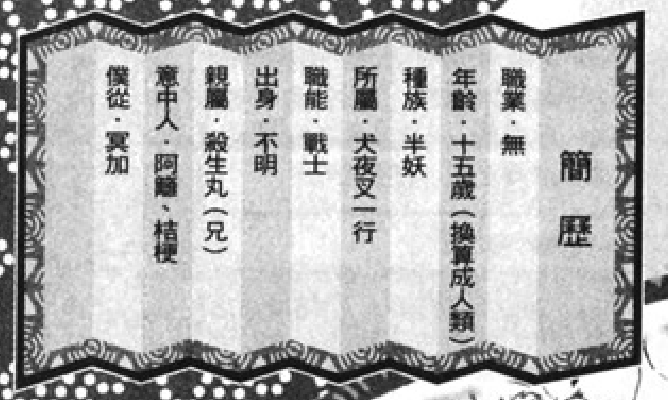 簡歷
職業・無
年齡・十五歲(換算成人類)
種族・半妖
所屬・犬夜叉一行
職能・戰士
出身・不明
親屬・殺生丸(兄)
意中人・阿籬、桔梗
僕從・冥加